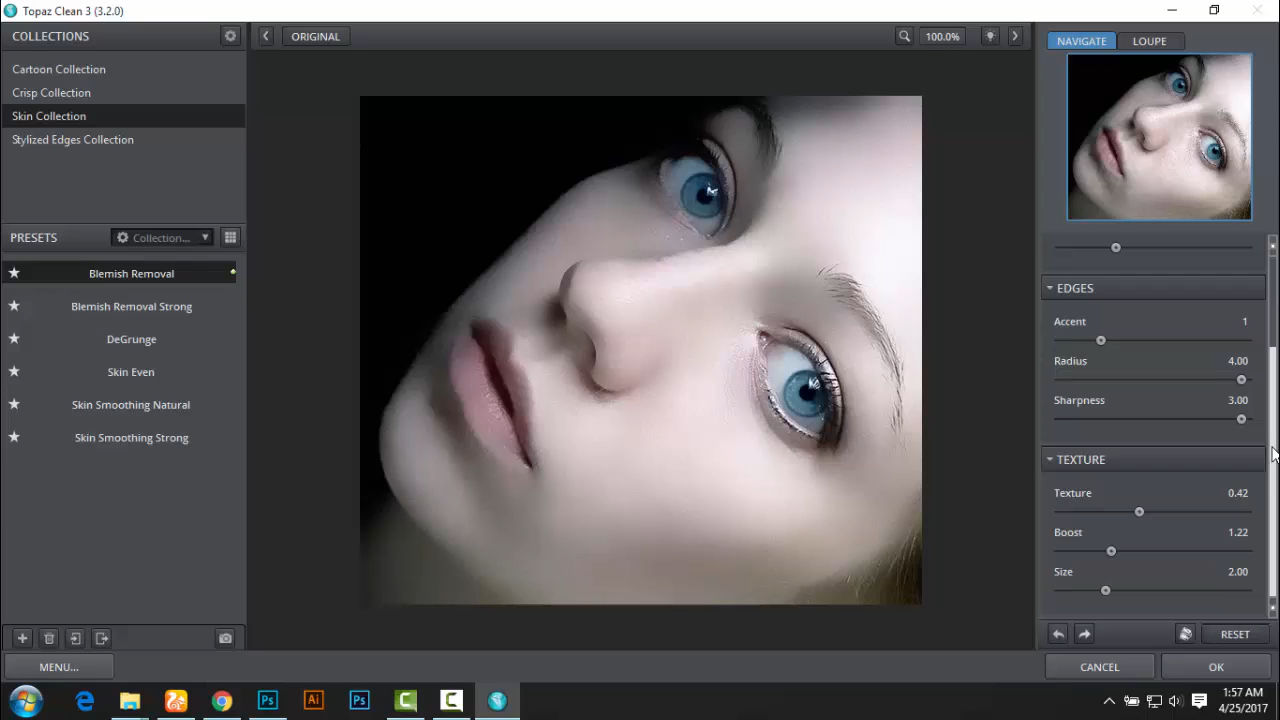 Topaz Clean 3 (3.2.0)
COLLECTIONS
Cartoon Collection
Crisp Collection
Skin Collection
Stylized Edges Collection
PRESETS
Collection...
Blemish Removal
Blemish Removal Strong
DeGrunge
Skin Even
Skin Smoothing Natural
Skin Smoothing Strong
MENU...
ORIGINAL
100.0%
NAVIGATE LOUPE
EDGES
Accent 1
Radius 4.00
Sharpness 3.00
TEXTURE
Texture 0.42
Boost 1.22
Size 2.00
RESET
CANCEL OK
Ps Ai Ps
1:57 AM
4/25/2017